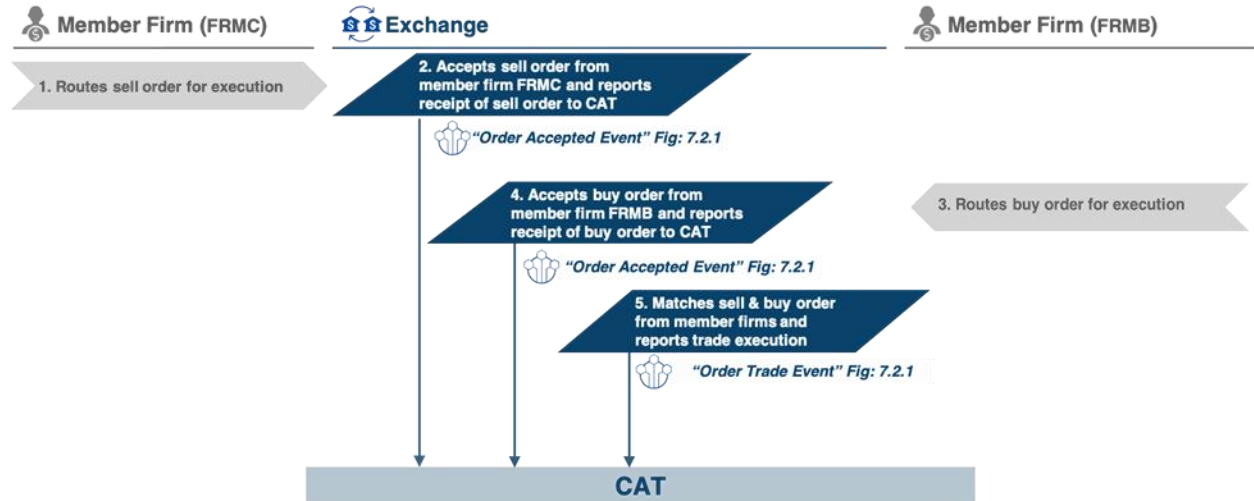 Member Firm (FRMC)
Exchange
Member Firm (FRMB)
1. Routes sell order for execution
2. Accepts sell order from
member firm FRMC and reports
receipt of sell order to CAT
"Order Accepted Event" Fig: 7.2.1
3. Routes buy order for execution
4. Accepts buy order from
member firm FRMB and reports
receipt of buy order to CAT
"Order Accepted Event" Fig: 7.2.1
5. Matches sell & buy order
from member firms and
reports trade execution
"Order Trade Event" Fig: 7.2.1
CAT